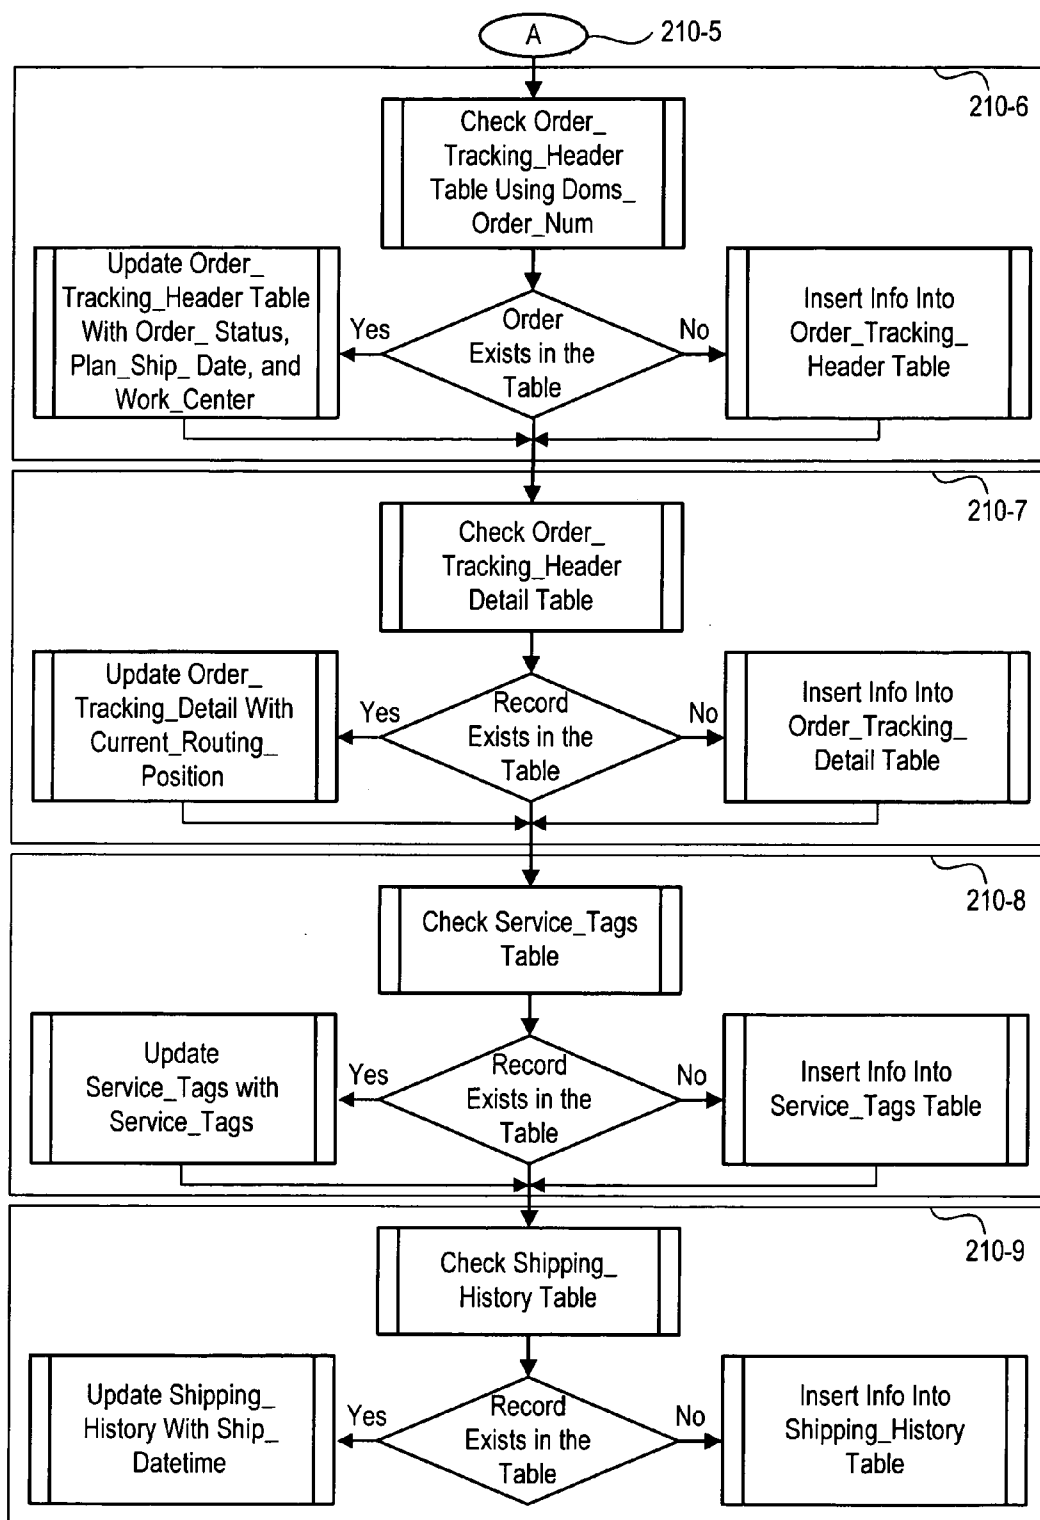 A
210-5
210-6
Check Order_
Tracking_Header
Table Using Doms_
Order_Num
Update Order_
Tracking_Header Table
With Order_ Status,
Plan_Ship_ Date, and
Work_Center
Yes
Order
Exists in the
Table
No
Insert Info Into
Order_Tracking_
Header Table
210-7
Check Order_
Tracking_Header
Detail Table
Update Order_
Tracking_Detail With
Current_Routing_
Position
Yes
Record
Exists in the
Table
No
Insert Info Into
Order_Tracking_
Detail Table
210-8
Check Service_Tags
Table
Update
Service_Tags with
Service_Tags
Yes
Record
Exists in the
Table
No
Insert Info Into
Service_Tags Table
210-9
Check Shipping_
History Table
Update Shipping_
History With Ship_
Datetime
Yes
Record
Exists in the
Table
No
Insert Info Into
Shipping_History
Table